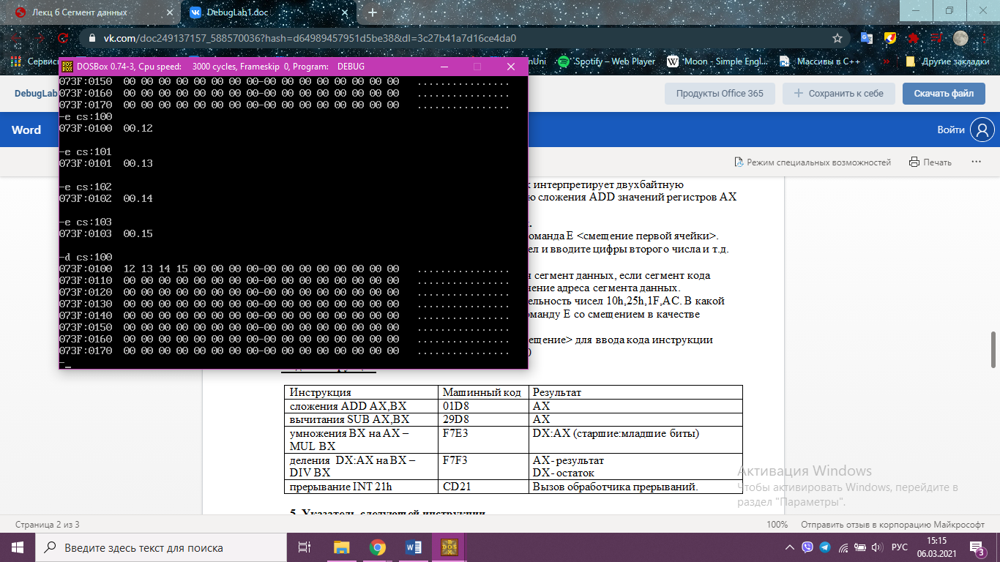 Лекц 6 Сегмент данных
DebugLab1.doc
vk.com/doc249137157_588570036?hash=d64989457951d5be38&dl=3c27b41a7d16ce4da0
Сервис
Spotify – Web Player
Moon - Simple Engl...
Массивы в C++
»
Другие закладки
DOSBox 0.74-3, Cpu speed: 3000 cycles, Frameskip 0, Program: DEBUG
DebugLab
Продукты Office 365
Сохранить к себе
Скачать файл
Word
Войти
Режим специальных возможностей
Печать
073F:0150 00 00 00 00 00 00 00 00-00 00 00 00 00 00 00 00 ................
073F:0160 00 00 00 00 00 00 00 00-00 00 00 00 00 00 00 00 ................
073F:0170 00 00 00 00 00 00 00 00-00 00 00 00 00 00 00 00 ................
-e cs:100
073F:0100 00.12
-e cs:101
073F:0101 00.13
-e cs:102
073F:0102 00.14
-e cs:103
073F:0103 00.15
-d cs:100
073F:0100 12 13 14 15 00 00 00 00-00 00 00 00 00 00 00 00 ................
073F:0110 00 00 00 00 00 00 00 00-00 00 00 00 00 00 00 00 ................
073F:0120 00 00 00 00 00 00 00 00-00 00 00 00 00 00 00 00 ................
073F:0130 00 00 00 00 00 00 00 00-00 00 00 00 00 00 00 00 ................
073F:0140 00 00 00 00 00 00 00 00-00 00 00 00 00 00 00 00 ................
073F:0150 00 00 00 00 00 00 00 00-00 00 00 00 00 00 00 00 ................
073F:0160 00 00 00 00 00 00 00 00-00 00 00 00 00 00 00 00 ................
073F:0170 00 00 00 00 00 00 00 00-00 00 00 00 00 00 00 00 ................
-_
интерпретирует двухбайтную
сложения ADD значений регистров AX
оманда E <смещение первой ячейки>.
ел и вводите цифры второго числа и т.д.
сегмент данных, если сегмент кода
чение адреса сегмента данных.
ельность чисел 10h,25h,1F,AC. В какой
оманду E со смещением в качестве
ещение> для ввода кода инструкции
Инструкция Машинный код Результат
сложения ADD AX,BX 01D8 AX
вычитания SUB AX,BX 29D8 AX
умножения BX на AX – F7E3 DX:AX (старшие:младшие биты)
MUL BX
деления DX:AX на BX – F7F3 AX- результат
DIV BX DX- остаток
прерывание INT 21h CD21 Вызов обработчика прерываний.
5. Указатель следующей инструкции
Активация Windows
Чтобы активировать Windows, перейдите в
раздел "Параметры".
Страница 2 из 3
100%
Отправить отзыв в корпорацию Майкрософт
Введите здесь текст для поиска
РУС
15:15
06.03.2021
3